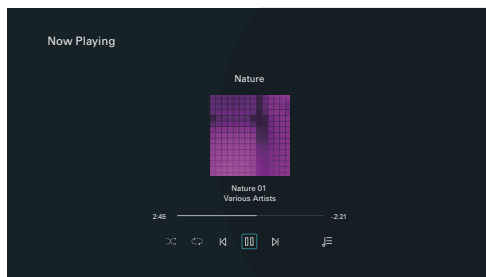 Now Playing
Nature
Nature 01
Various Artists
2:45
-2:21